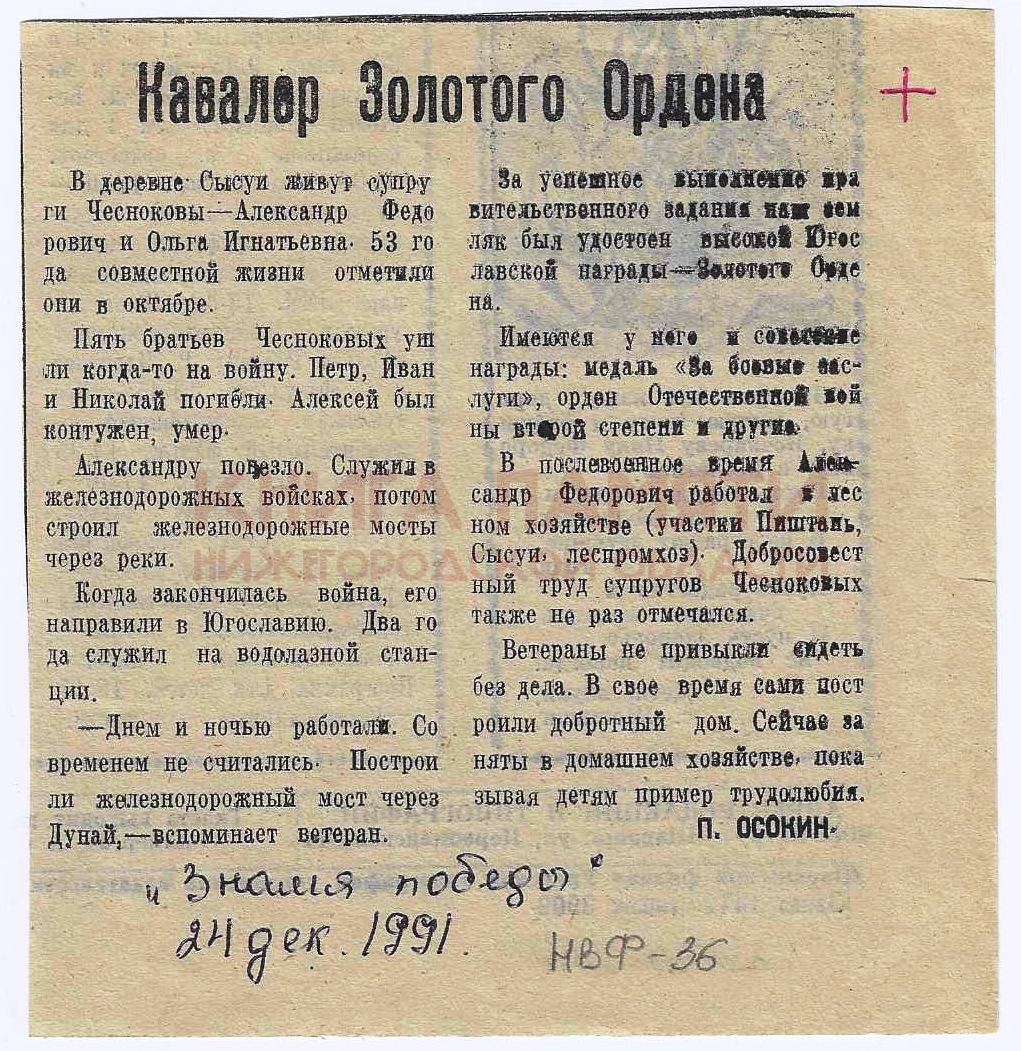 Кавалер Золотого Ордена
В деревне Сысуи живут супру
ги Чесноковы—Александр Федо
рович и Ольга Игнатьевна. 53 го
да совместной жизни отметили
они в октябре.
Пять братьев Чесноковых уш
ли когда-то на войну. Петр, Иван
и Николай погибли. Алексей был
контужен, умер.
Александру повезло. Служил в
железнодорожных войсках, потом
строил железнодорожные мосты
через реки.
Когда закончилась война, его
направили в Югославию. Два го
да служил на водолазной стан-
ции.
—Днем и ночью работали. Со
временем не считались. Построи
ли железнодорожный мост через
Дунай,—вспоминает ветеран.
За успешное выполнение пра
вительственного задания наш зем
ляк был удостоен высокой Югос
лавской награды—Золотого Орде
на.
Имеются у него и советские
награды: медаль «За боевые зас-
луги», орден Отечественной вой
ны второй степени и другие.
В послевоенное время Алек-
сандр Федорович работал в лес
ном хозяйстве (участки Пиштань,
Сысуи, леспромхоз). Добросовест
ный труд супругов Чесноковых
также не раз отмечался.
Ветераны не привыкли сидеть
без дела. В свое время сами пост
роили добротный дом. Сейчас за
няты в домашнем хозяйстве, пока
зывая детям пример трудолюбия.
П. ОСОКИН.
„Знамя победы"
24 дек. 1991.
НВФ-36
КНИГА ПАМЯТИ
НИЖЕГОРОДСКОЙ